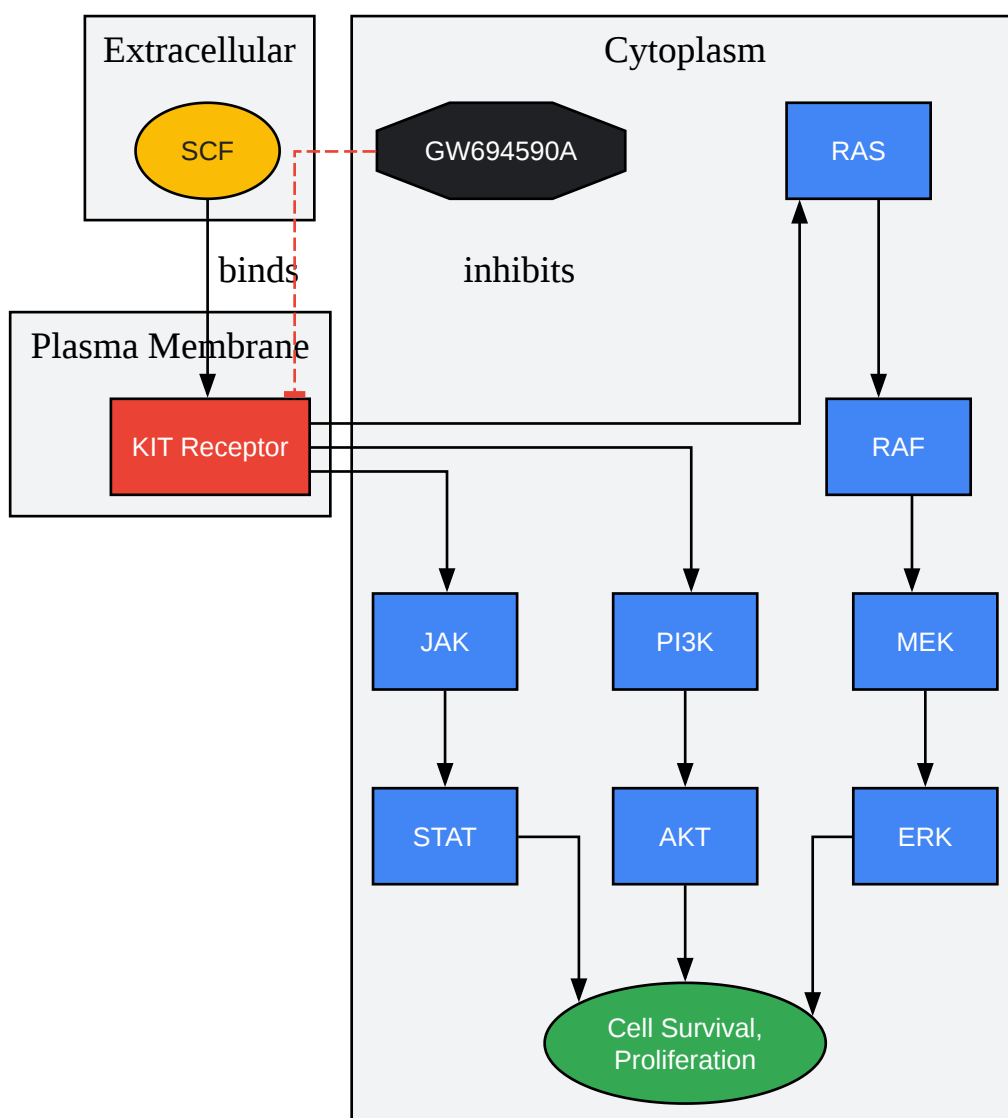 Extracellular
Cytoplasm
SCF
GW694590A
RAS
binds
inhibits
Plasma Membrane
KIT Receptor
RAF
JAK
PI3K
MEK
STAT
AKT
ERK
Cell Survival,
Proliferation